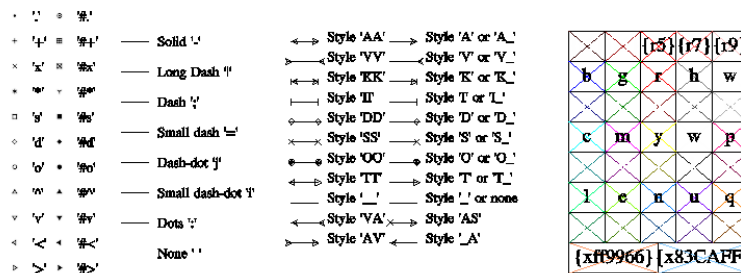 '.' '#.'
'+' '#+'
'x' '#x'
'*' '#*'
's' '#s'
'd' '#d'
'o' '#o'
'^' '#^'
'v' '#v'
'<' '#<'
'>' '#>'
Solid '-'
Long Dash '|'
Dash ';'
Small dash '='
Dash-dot 'j'
Small dash-dot 'i'
Dots ':'
None ' '
Style 'AA' Style 'A' or 'A_'
Style 'VV' Style 'V' or 'V_'
Style 'KK' Style 'K' or 'K_'
Style 'II' Style 'I' or 'I_'
Style 'DD' Style 'D' or 'D_'
Style 'SS' Style 'S' or 'S_'
Style 'OO' Style 'O' or 'O_'
Style 'TT' Style 'T' or 'T_'
Style '__' Style '_' or none
Style 'VA' Style 'AS'
Style 'AV' Style '_A'
{r5} {r7} {r9
b g r h w
c m y w p
l e n u q
{xff9966} {x83CAFF